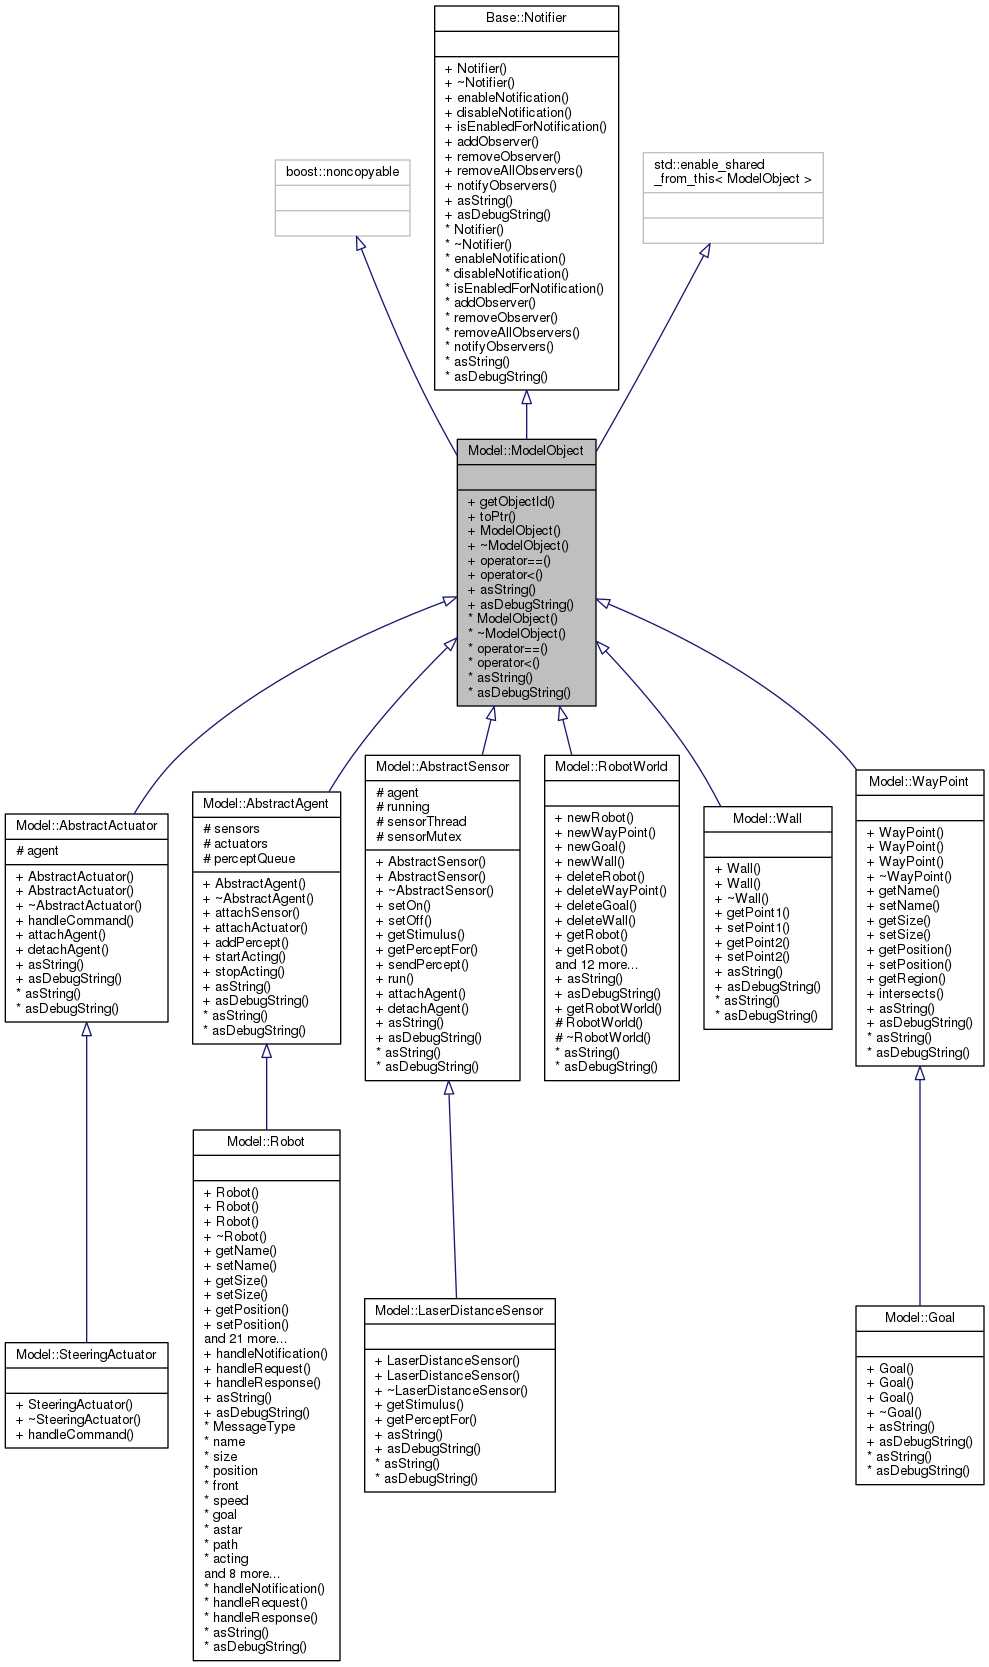 Base::Notifier
+ Notifier()
+ ~Notifier()
+ enableNotification()
+ disableNotification()
+ isEnabledForNotification()
+ addObserver()
+ removeObserver()
+ removeAllObservers()
+ notifyObservers()
+ asString()
+ asDebugString()
* Notifier()
* ~Notifier()
* enableNotification()
* disableNotification()
* isEnabledForNotification()
* addObserver()
* removeObserver()
* removeAllObservers()
* notifyObservers()
* asString()
* asDebugString()
boost::noncopyable
std::enable_shared
_from_this< ModelObject >
Model::ModelObject
+ getObjectId()
+ toPtr()
+ ModelObject()
+ ~ModelObject()
+ operator==()
+ operator<()
+ asString()
+ asDebugString()
* ModelObject()
* ~ModelObject()
* operator==()
* operator<()
* asString()
* asDebugString()
Model::AbstractActuator
# agent
+ AbstractActuator()
+ AbstractActuator()
+ ~AbstractActuator()
+ handleCommand()
+ attachAgent()
+ detachAgent()
+ asString()
+ asDebugString()
* asString()
* asDebugString()
Model::AbstractAgent
# sensors
# actuators
# perceptQueue
+ AbstractAgent()
+ ~AbstractAgent()
+ attachSensor()
+ attachActuator()
+ addPercept()
+ startActing()
+ stopActing()
+ asString()
+ asDebugString()
* asString()
* asDebugString()
Model::AbstractSensor
# agent
# running
# sensorThread
# sensorMutex
+ AbstractSensor()
+ AbstractSensor()
+ ~AbstractSensor()
+ setOn()
+ setOff()
+ getStimulus()
+ getPerceptFor()
+ sendPercept()
+ run()
+ attachAgent()
+ detachAgent()
+ asString()
+ asDebugString()
* asString()
* asDebugString()
Model::RobotWorld
+ newRobot()
+ newWayPoint()
+ newGoal()
+ newWall()
+ deleteRobot()
+ deleteWayPoint()
+ deleteGoal()
+ deleteWall()
+ getRobot()
+ getRobot()
and 12 more...
+ asString()
+ asDebugString()
+ getRobotWorld()
# RobotWorld()
# ~RobotWorld()
* asString()
* asDebugString()
Model::Wall
+ Wall()
+ Wall()
+ ~Wall()
+ getPoint1()
+ setPoint1()
+ getPoint2()
+ setPoint2()
+ asString()
+ asDebugString()
* asString()
* asDebugString()
Model::WayPoint
+ WayPoint()
+ WayPoint()
+ WayPoint()
+ ~WayPoint()
+ getName()
+ setName()
+ getSize()
+ setSize()
+ getPosition()
+ setPosition()
+ getRegion()
+ intersects()
+ asString()
+ asDebugString()
* asString()
* asDebugString()
Model::SteeringActuator
+ SteeringActuator()
+ ~SteeringActuator()
+ handleCommand()
Model::Robot
+ Robot()
+ Robot()
+ Robot()
+ ~Robot()
+ getName()
+ setName()
+ getSize()
+ setSize()
+ getPosition()
+ setPosition()
and 21 more...
+ handleNotification()
+ handleRequest()
+ handleResponse()
+ asString()
+ asDebugString()
* MessageType
* name
* size
* position
* front
* speed
* goal
* astar
* path
* acting
and 8 more...
* handleNotification()
* handleRequest()
* handleResponse()
* asString()
* asDebugString()
Model::LaserDistanceSensor
+ LaserDistanceSensor()
+ LaserDistanceSensor()
+ ~LaserDistanceSensor()
+ getStimulus()
+ getPerceptFor()
+ asString()
+ asDebugString()
* asString()
* asDebugString()
Model::Goal
+ Goal()
+ Goal()
+ Goal()
+ ~Goal()
+ asString()
+ asDebugString()
* asString()
* asDebugString()